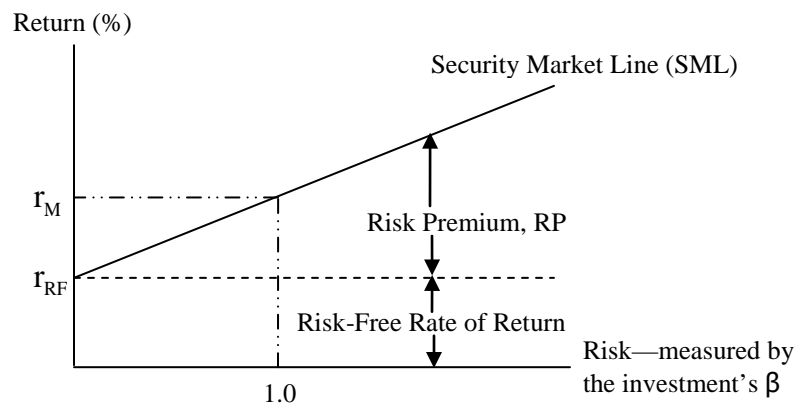 Return (%)
Security Market Line (SML)
r_M
Risk Premium, RP
r_RF
Risk-Free Rate of Return
Risk—measured by
the investment's β
1.0